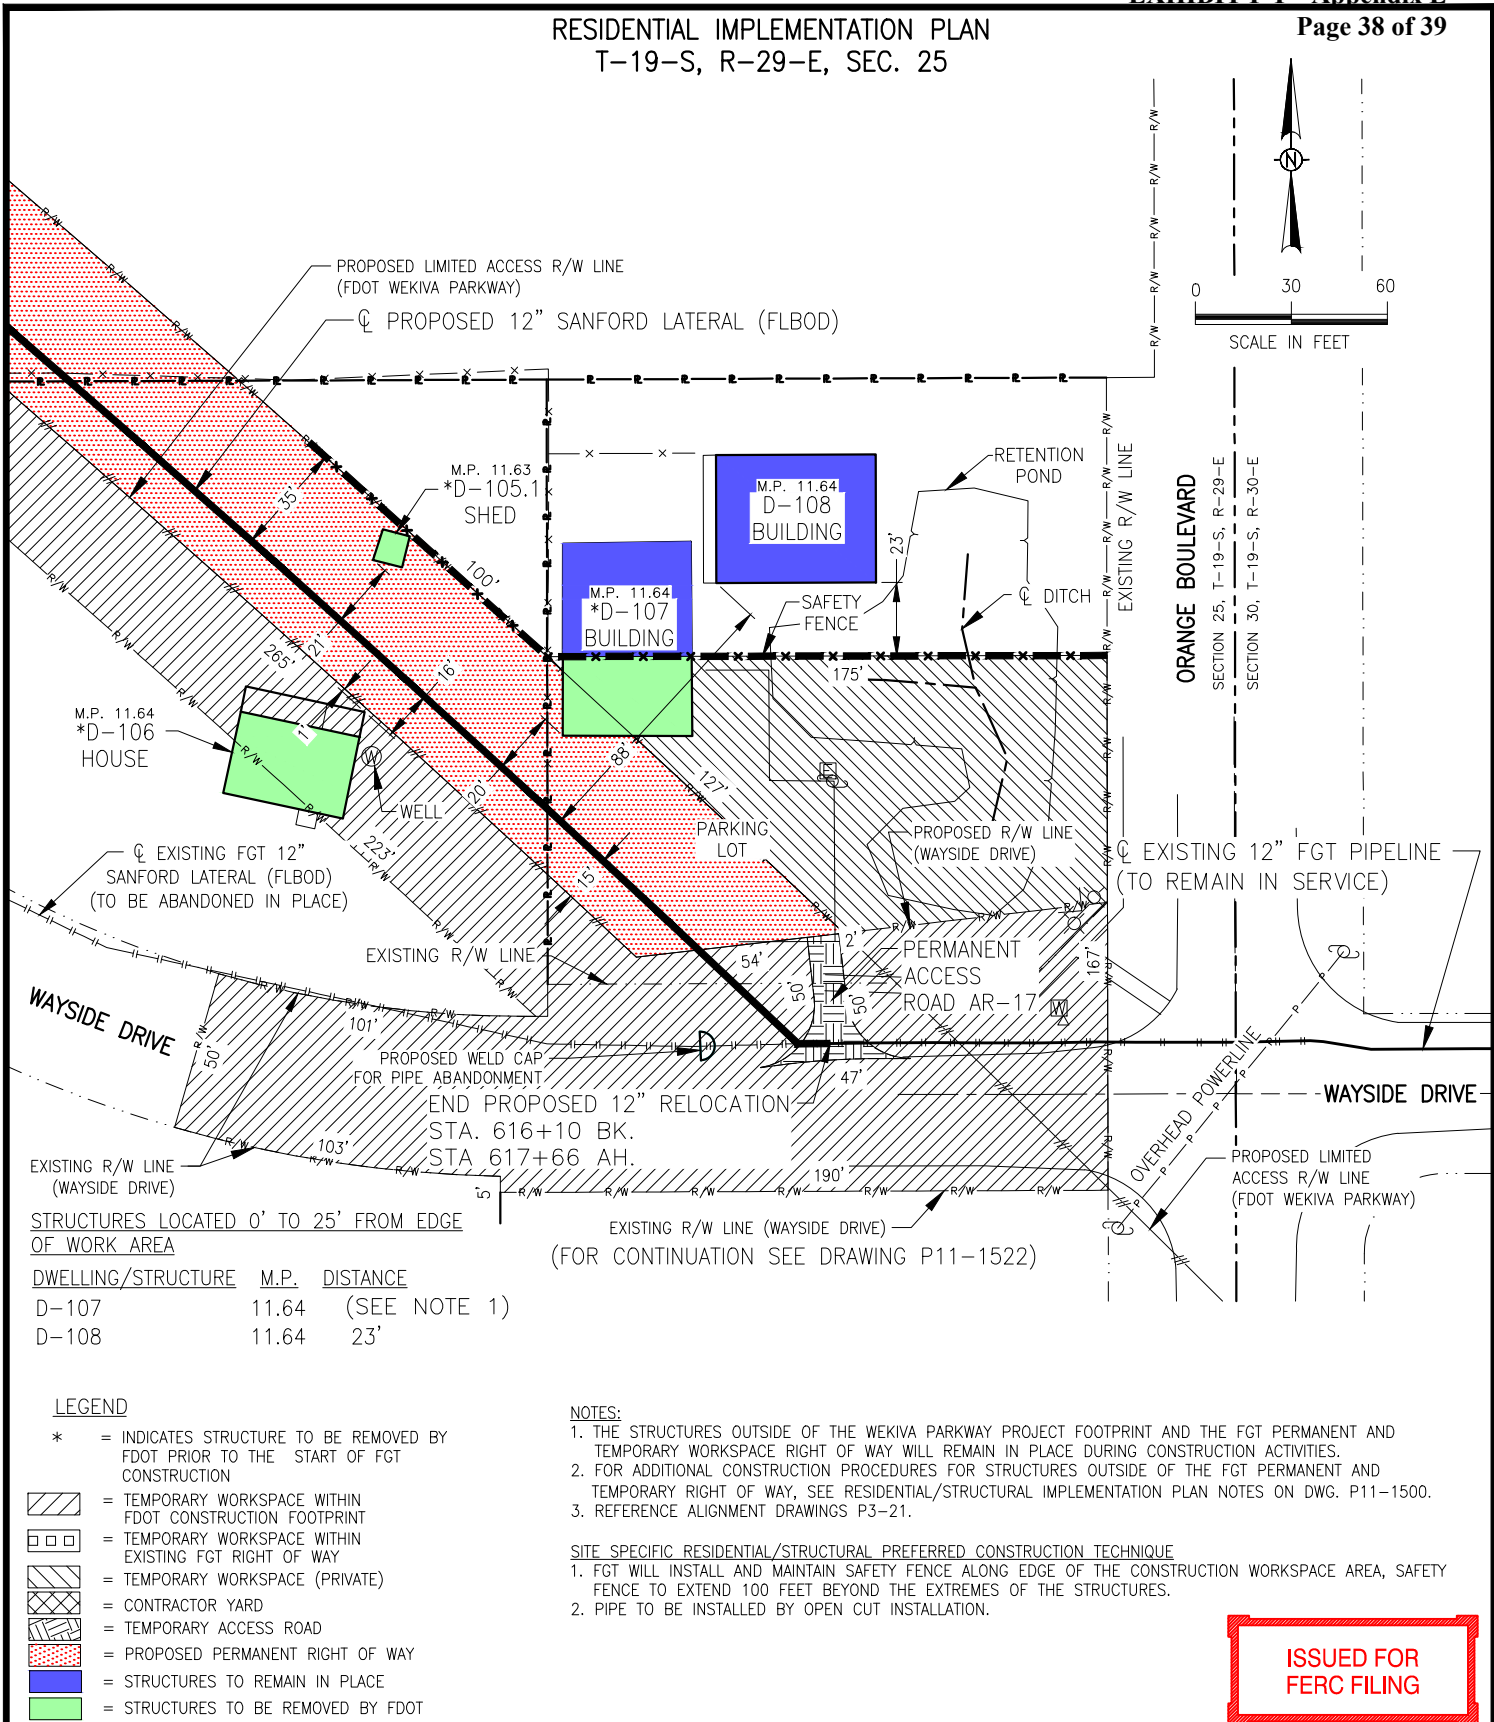 EXHIBIT F-1 - Appendix E
Page 38 of 39
RESIDENTIAL IMPLEMENTATION PLAN
T-19-S, R-29-E, SEC. 25
N
0 30 60
SCALE IN FEET
PROPOSED LIMITED ACCESS R/W LINE
(FDOT WEKIVA PARKWAY)
℄ PROPOSED 12" SANFORD LATERAL (FLBOD)
M.P. 11.63
*D-105.1
SHED
35'
100'
M.P. 11.64
D-108
BUILDING
RETENTION
POND
23'
M.P. 11.64
*D-107
BUILDING
SAFETY
FENCE
℄ DITCH
EXISTING R/W LINE
ORANGE BOULEVARD
SECTION 25, T-19-S, R-29-E
SECTION 30, T-19-S, R-30-E
175'
265'
21'
16'
1'
M.P. 11.64
*D-106
HOUSE
W
WELL
20'
88'
127'
223'
15'
PARKING
LOT
PROPOSED R/W LINE
(WAYSIDE DRIVE)
℄ EXISTING 12" FGT PIPELINE
(TO REMAIN IN SERVICE)
℄ EXISTING FGT 12"
SANFORD LATERAL (FLBOD)
(TO BE ABANDONED IN PLACE)
EXISTING R/W LINE
54'
2'
PERMANENT
ACCESS
ROAD AR-17
50'
50'
167'
W
WAYSIDE DRIVE
50'
101'
PROPOSED WELD CAP
FOR PIPE ABANDONMENT
47'
END PROPOSED 12" RELOCATION
STA. 616+10 BK.
STA 617+66 AH.
OVERHEAD POWERLINE
WAYSIDE DRIVE
103'
190'
5'
EXISTING R/W LINE
(WAYSIDE DRIVE)
PROPOSED LIMITED
ACCESS R/W LINE
(FDOT WEKIVA PARKWAY)
EXISTING R/W LINE (WAYSIDE DRIVE)
(FOR CONTINUATION SEE DRAWING P11-1522)
STRUCTURES LOCATED 0' TO 25' FROM EDGE
OF WORK AREA
DWELLING/STRUCTURE M.P. DISTANCE
D-107 11.64 (SEE NOTE 1)
D-108 11.64 23'
LEGEND
* = INDICATES STRUCTURE TO BE REMOVED BY
FDOT PRIOR TO THE START OF FGT
CONSTRUCTION
= TEMPORARY WORKSPACE WITHIN
FDOT CONSTRUCTION FOOTPRINT
= TEMPORARY WORKSPACE WITHIN
EXISTING FGT RIGHT OF WAY
= TEMPORARY WORKSPACE (PRIVATE)
= CONTRACTOR YARD
= TEMPORARY ACCESS ROAD
= PROPOSED PERMANENT RIGHT OF WAY
= STRUCTURES TO REMAIN IN PLACE
= STRUCTURES TO BE REMOVED BY FDOT
NOTES:
1. THE STRUCTURES OUTSIDE OF THE WEKIVA PARKWAY PROJECT FOOTPRINT AND THE FGT PERMANENT AND
TEMPORARY WORKSPACE RIGHT OF WAY WILL REMAIN IN PLACE DURING CONSTRUCTION ACTIVITIES.
2. FOR ADDITIONAL CONSTRUCTION PROCEDURES FOR STRUCTURES OUTSIDE OF THE FGT PERMANENT AND
TEMPORARY RIGHT OF WAY, SEE RESIDENTIAL/STRUCTURAL IMPLEMENTATION PLAN NOTES ON DWG. P11-1500.
3. REFERENCE ALIGNMENT DRAWINGS P3-21.
SITE SPECIFIC RESIDENTIAL/STRUCTURAL PREFERRED CONSTRUCTION TECHNIQUE
1. FGT WILL INSTALL AND MAINTAIN SAFETY FENCE ALONG EDGE OF THE CONSTRUCTION WORKSPACE AREA, SAFETY
FENCE TO EXTEND 100 FEET BEYOND THE EXTREMES OF THE STRUCTURES.
2. PIPE TO BE INSTALLED BY OPEN CUT INSTALLATION.
ISSUED FOR
FERC FILING